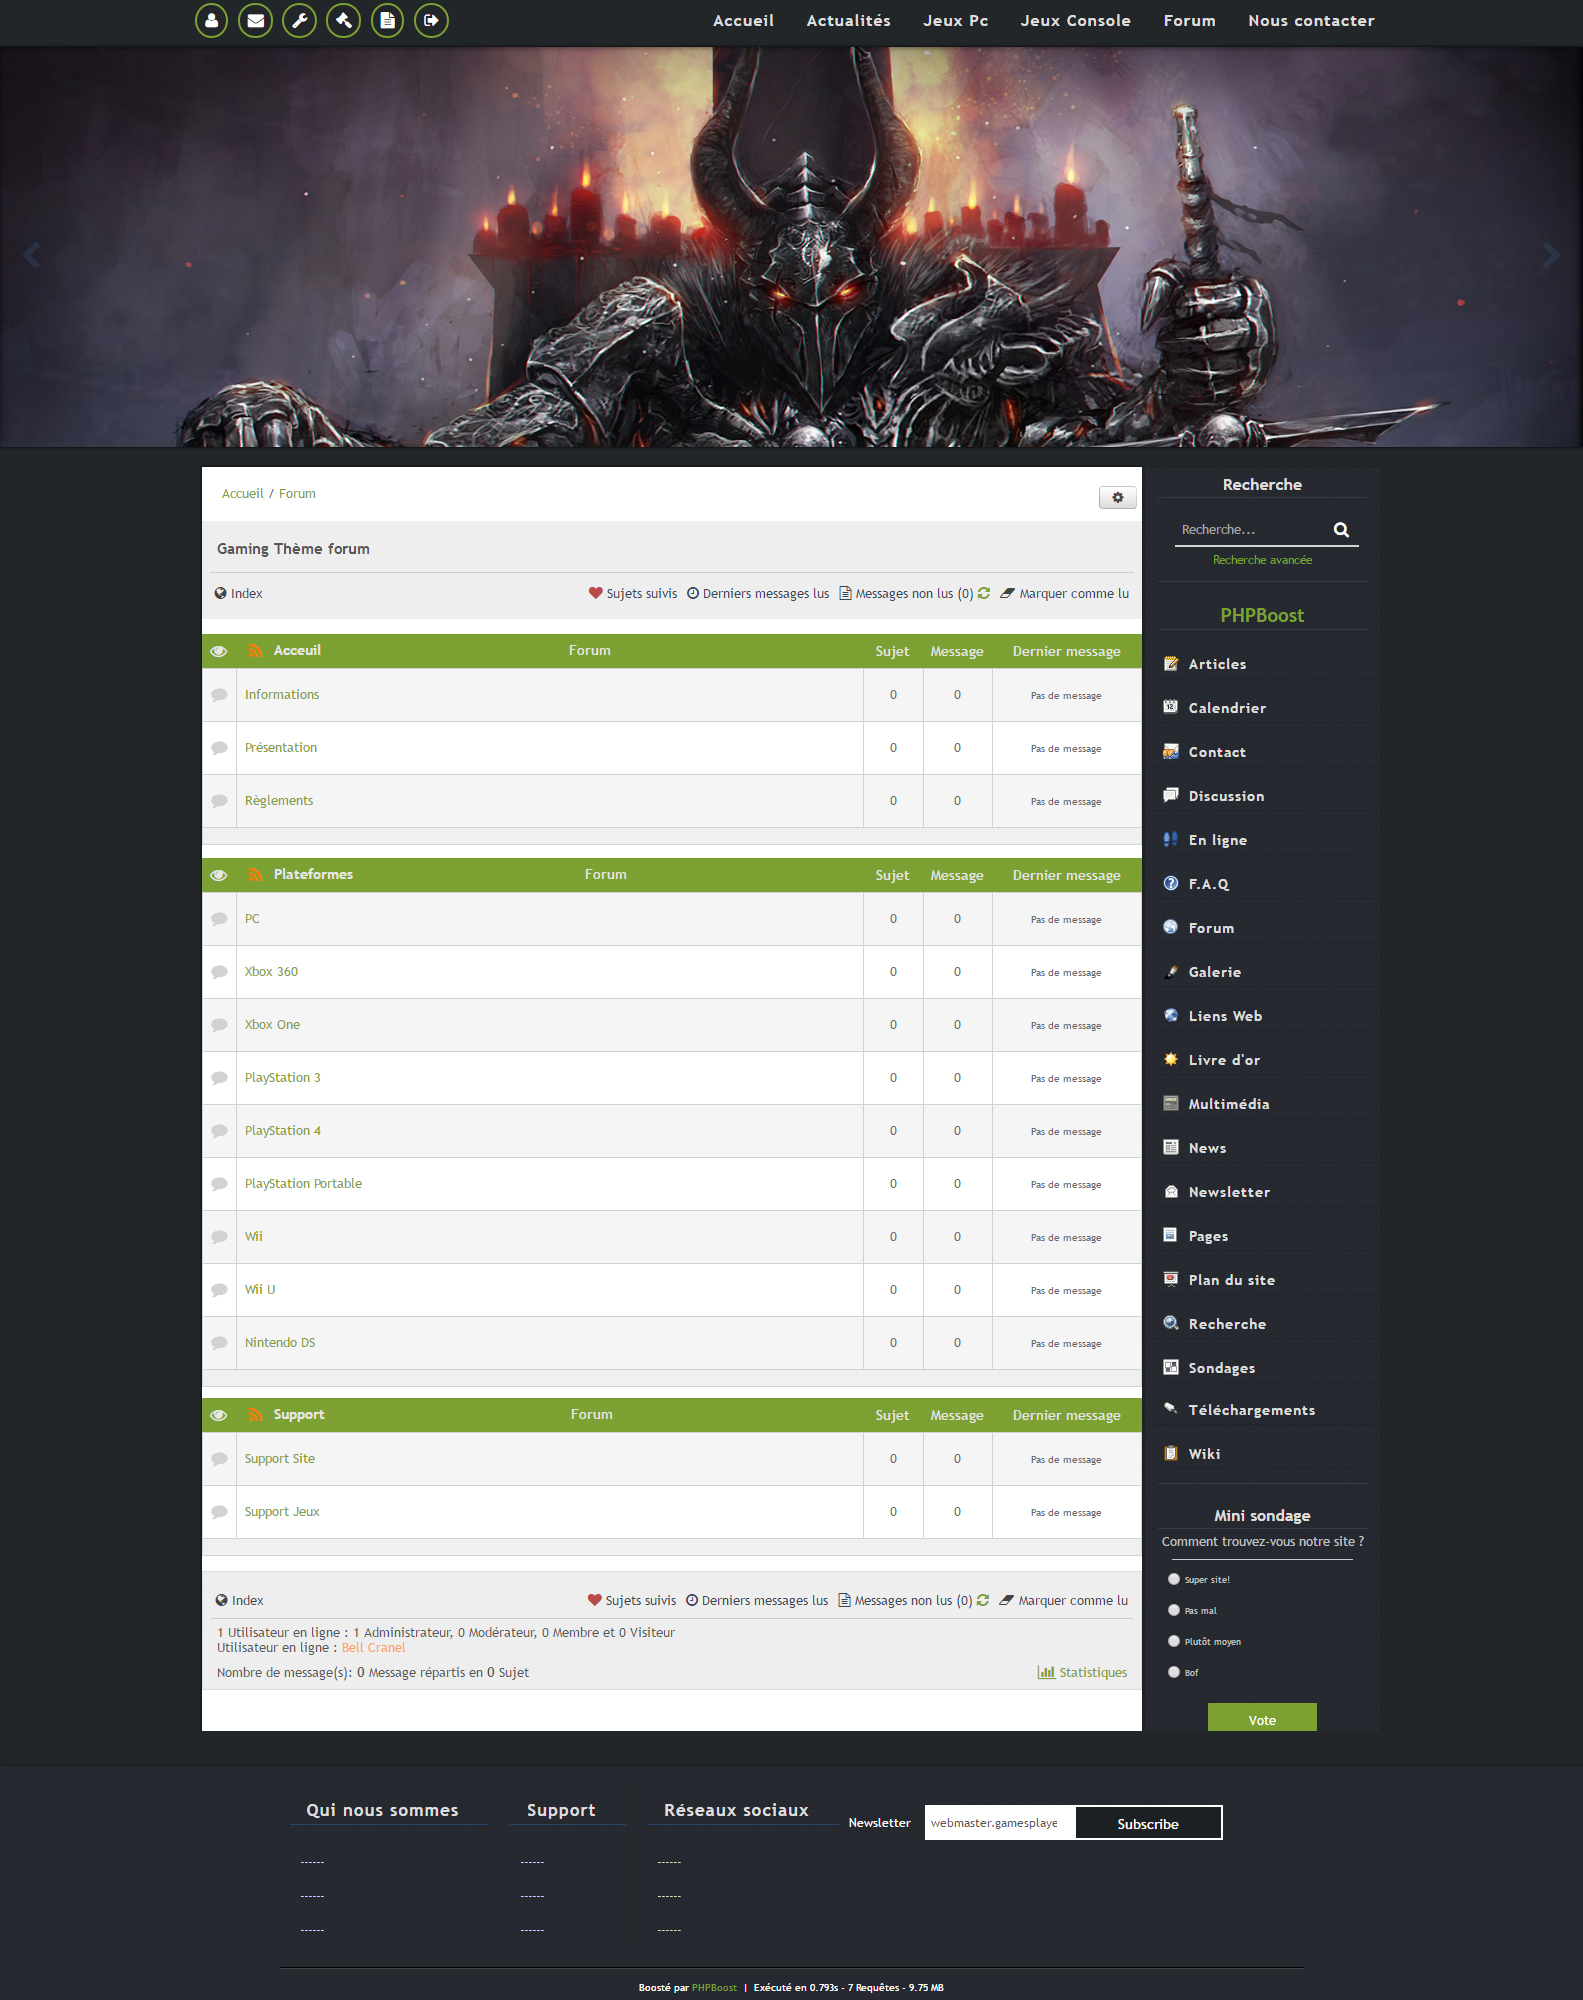 Accueil Actualités Jeux Pc Jeux Console Forum Nous contacter
Accueil / Forum
Gaming Thème forum
Index Sujets suivis Derniers messages lus Messages non lus (0) Marquer comme lu
Acceuil Forum Sujet Message Dernier message
Informations 0 0 Pas de message
Présentation 0 0 Pas de message
Règlements 0 0 Pas de message
Plateformes Forum Sujet Message Dernier message
PC 0 0 Pas de message
Xbox 360 0 0 Pas de message
Xbox One 0 0 Pas de message
PlayStation 3 0 0 Pas de message
PlayStation 4 0 0 Pas de message
PlayStation Portable 0 0 Pas de message
Wii 0 0 Pas de message
Wii U 0 0 Pas de message
Nintendo DS 0 0 Pas de message
Support Forum Sujet Message Dernier message
Support Site 0 0 Pas de message
Support Jeux 0 0 Pas de message
Index Sujets suivis Derniers messages lus Messages non lus (0) Marquer comme lu
1 Utilisateur en ligne : 1 Administrateur, 0 Modérateur, 0 Membre et 0 Visiteur
Utilisateur en ligne : Bell Cranel
Nombre de message(s): 0 Message répartis en 0 Sujet Statistiques
Recherche
Recherche...
Recherche avancée
PHPBoost
Articles
12 Calendrier
Contact
Discussion
En ligne
F.A.Q
Forum
Galerie
Liens Web
Livre d'or
Multimédia
News
Newsletter
Pages
Plan du site
Recherche
Sondages
Téléchargements
Wiki
Mini sondage
Comment trouvez-vous notre site ?
Super site!
Pas mal
Plutôt moyen
Bof
Vote
Qui nous sommes Support Réseaux sociaux Newsletter webmaster.gamesplaye Subscribe
------ ------ ------
------ ------ ------
------ ------ ------
Boosté par PHPBoost | Exécuté en 0.793s - 7 Requêtes - 9.75 MB